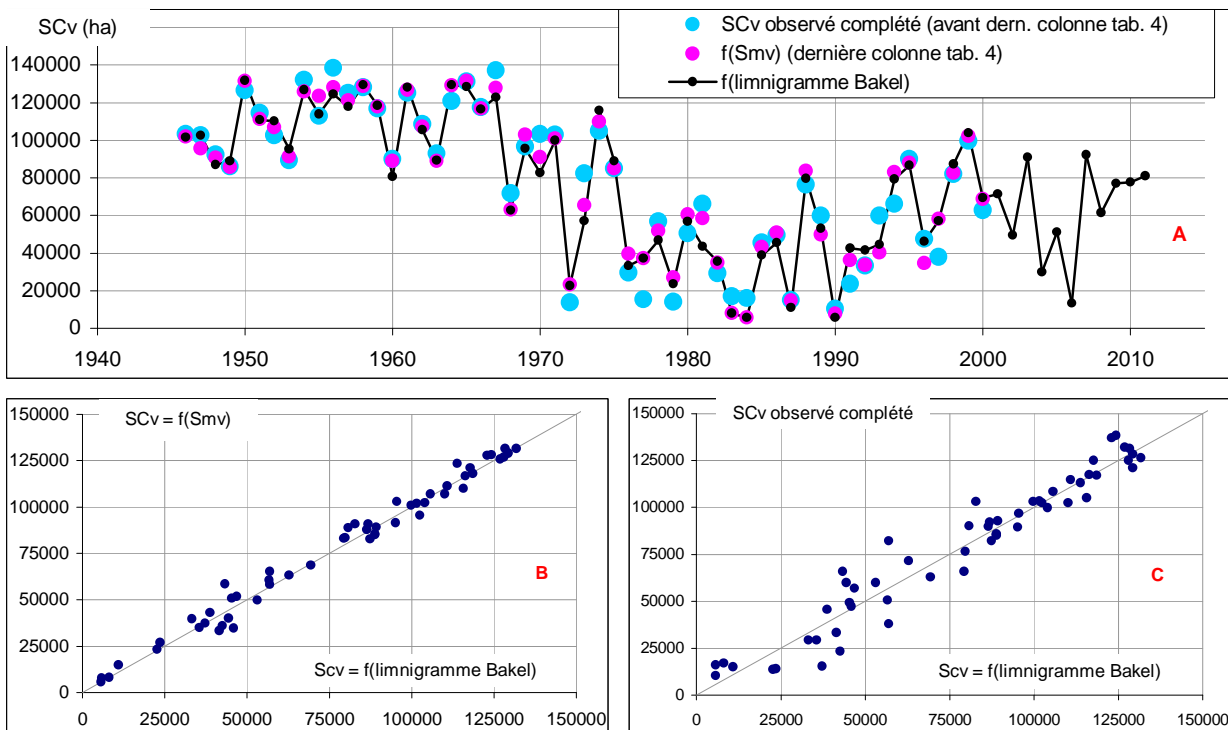 SCv (ha)
SCv observé complété (avant dern. colonne tab. 4)
f(Smv) (dernière colonne tab. 4)
f(limnigramme Bakel)
140000
120000
100000
80000
60000
40000
20000
0
A
1940 1950 1960 1970 1980 1990 2000 2010
SCv = f(Smv)
150000
125000
100000
75000
50000
25000
0
B
Scv = f(limnigramme Bakel)
0 25000 50000 75000 100000 125000 150000
SCv observé complété
150000
125000
100000
75000
50000
25000
0
C
Scv = f(limnigramme Bakel)
0 25000 50000 75000 100000 125000 150000